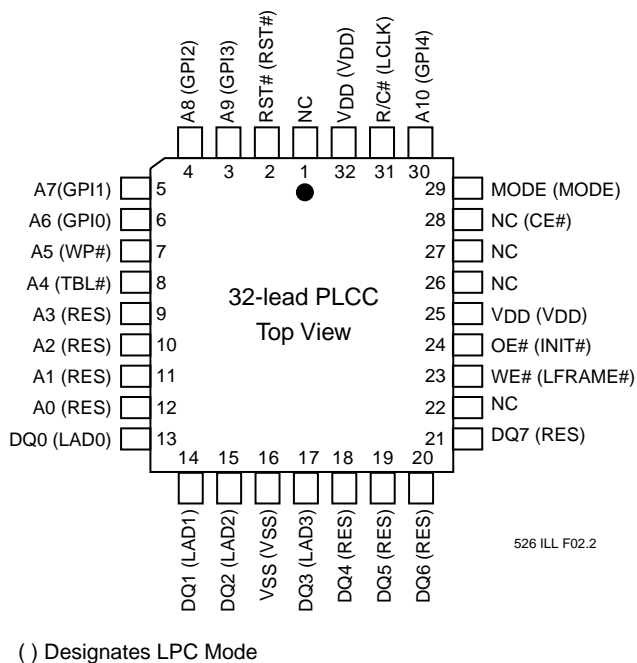 A8 (GPI2)
A9 (GPI3)
RST# (RST#)
NC
VDD (VDD)
R/C# (LCLK)
A10 (GPI4)
4
3
2
1
32
31
30
A7(GPI1)
5
A6 (GPI0)
6
A5 (WP#)
7
A4 (TBL#)
8
A3 (RES)
9
A2 (RES)
10
A1 (RES)
11
A0 (RES)
12
DQ0 (LAD0)
13
32-lead PLCC
Top View
29
MODE (MODE)
28
NC (CE#)
27
NC
26
NC
25
VDD (VDD)
24
OE# (INIT#)
23
WE# (LFRAME#)
22
NC
21
DQ7 (RES)
14
15
16
17
18
19
20
DQ1 (LAD1)
DQ2 (LAD2)
VSS (VSS)
DQ3 (LAD3)
DQ4 (RES)
DQ5 (RES)
DQ6 (RES)
526 ILL F02.2
( ) Designates LPC Mode